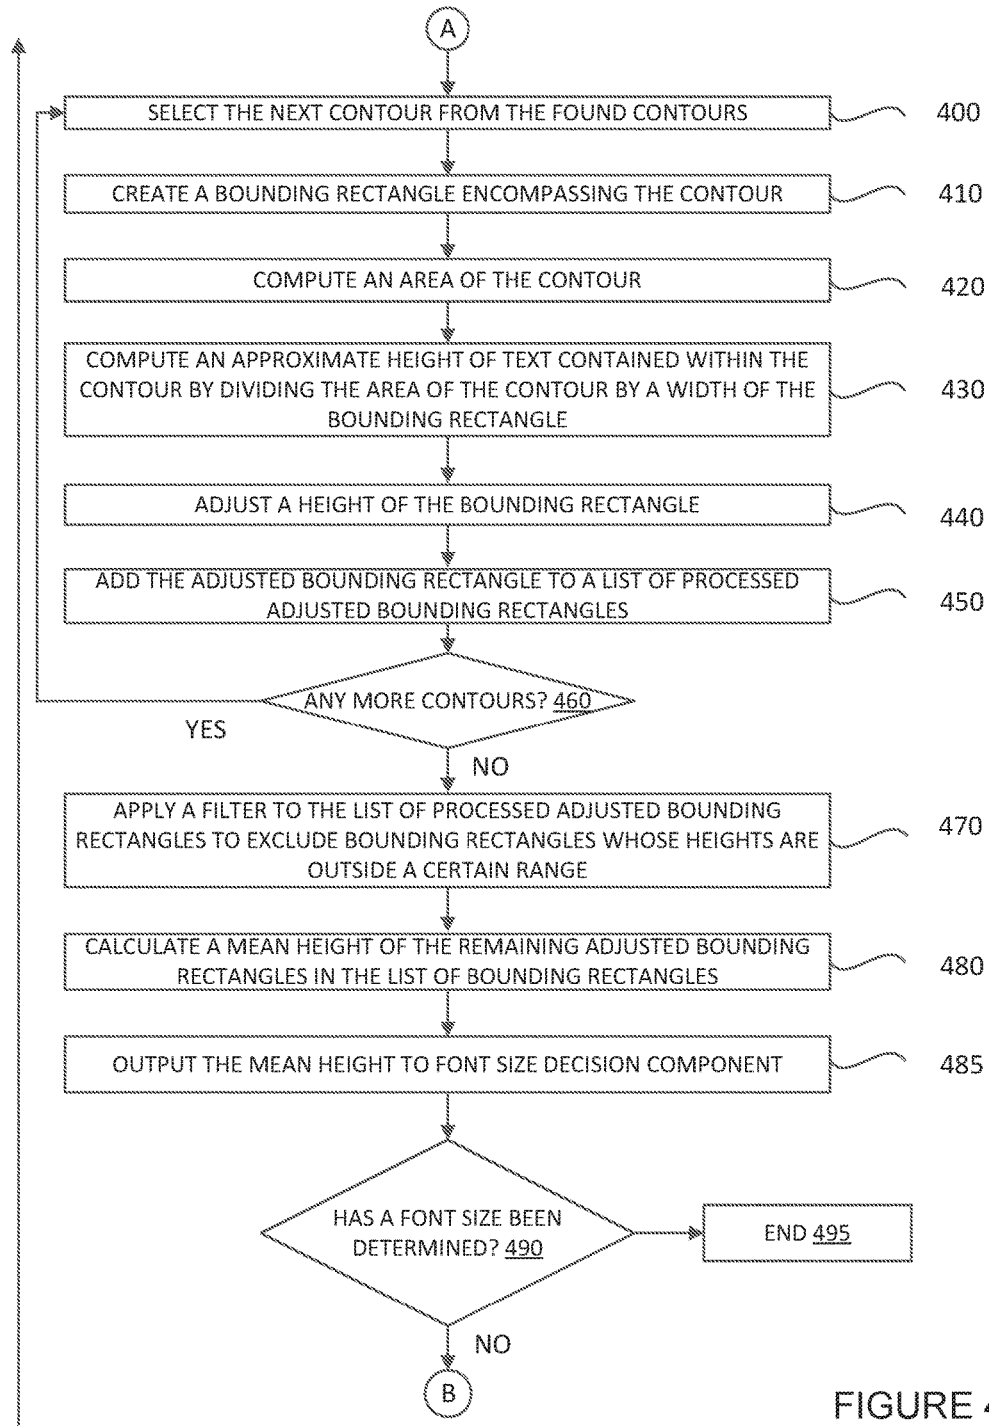 A
SELECT THE NEXT CONTOUR FROM THE FOUND CONTOURS
400
CREATE A BOUNDING RECTANGLE ENCOMPASSING THE CONTOUR
410
COMPUTE AN AREA OF THE CONTOUR
420
COMPUTE AN APPROXIMATE HEIGHT OF TEXT CONTAINED WITHIN THE
CONTOUR BY DIVIDING THE AREA OF THE CONTOUR BY A WIDTH OF THE
BOUNDING RECTANGLE
430
ADJUST A HEIGHT OF THE BOUNDING RECTANGLE
440
ADD THE ADJUSTED BOUNDING RECTANGLE TO A LIST OF PROCESSED
ADJUSTED BOUNDING RECTANGLES
450
ANY MORE CONTOURS? 460
YES
NO
APPLY A FILTER TO THE LIST OF PROCESSED ADJUSTED BOUNDING
RECTANGLES TO EXCLUDE BOUNDING RECTANGLES WHOSE HEIGHTS ARE
OUTSIDE A CERTAIN RANGE
470
CALCULATE A MEAN HEIGHT OF THE REMAINING ADJUSTED BOUNDING
RECTANGLES IN THE LIST OF BOUNDING RECTANGLES
480
OUTPUT THE MEAN HEIGHT TO FONT SIZE DECISION COMPONENT
485
HAS A FONT SIZE BEEN
DETERMINED? 490
END 495
NO
B
FIGURE